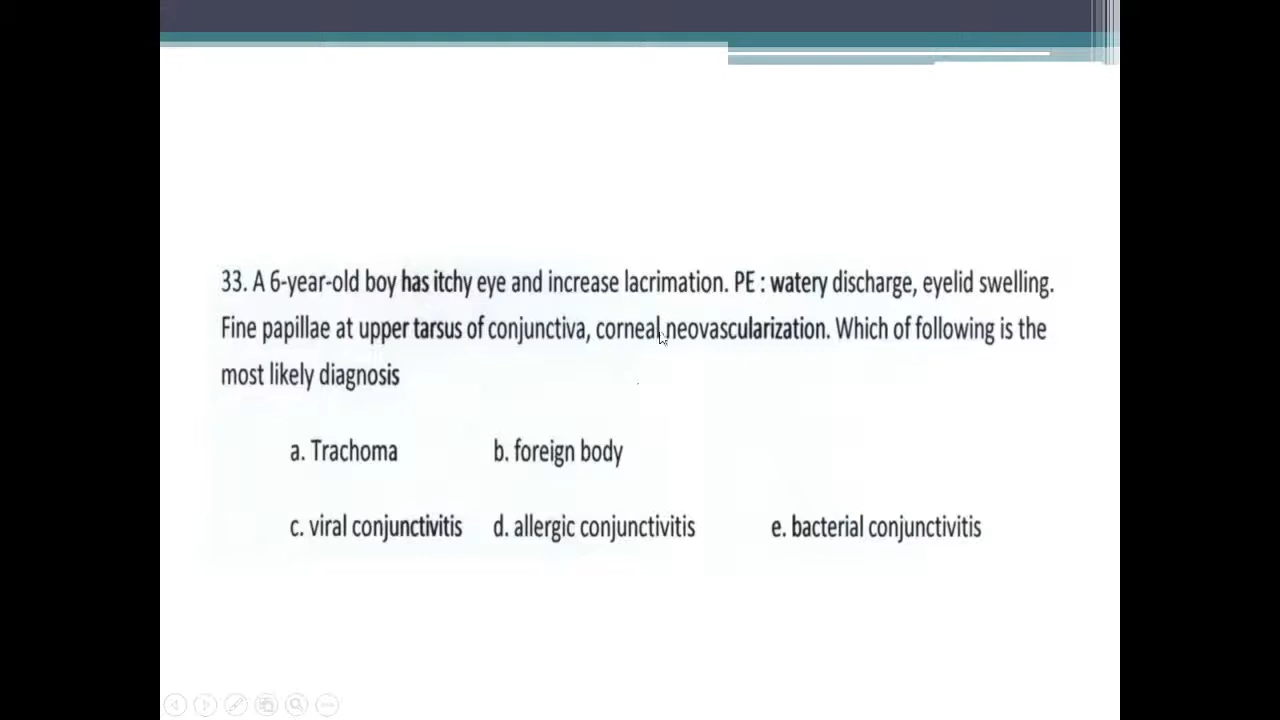 33. A 6-year-old boy has itchy eye and increase lacrimation. PE : watery discharge, eyelid swelling.
Fine papillae at upper tarsus of conjunctiva, corneal neovascularization. Which of following is the
most likely diagnosis
a. Trachoma b. foreign body
c. viral conjunctivitis d. allergic conjunctivitis e. bacterial conjunctivitis